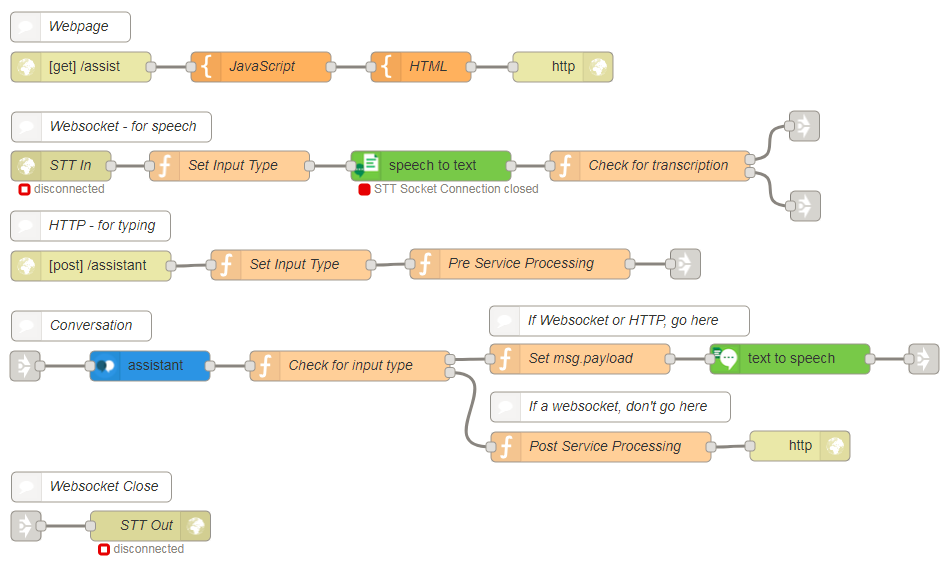 Webpage
[get] /assist
JavaScript
HTML
http
Websocket - for speech
STT In
Set Input Type
speech to text
Check for transcription
disconnected
STT Socket Connection closed
HTTP - for typing
[post] /assistant
Set Input Type
Pre Service Processing
Conversation
If Websocket or HTTP, go here
assistant
Check for input type
Set msg.payload
text to speech
If a websocket, don't go here
Post Service Processing
http
Websocket Close
STT Out
disconnected